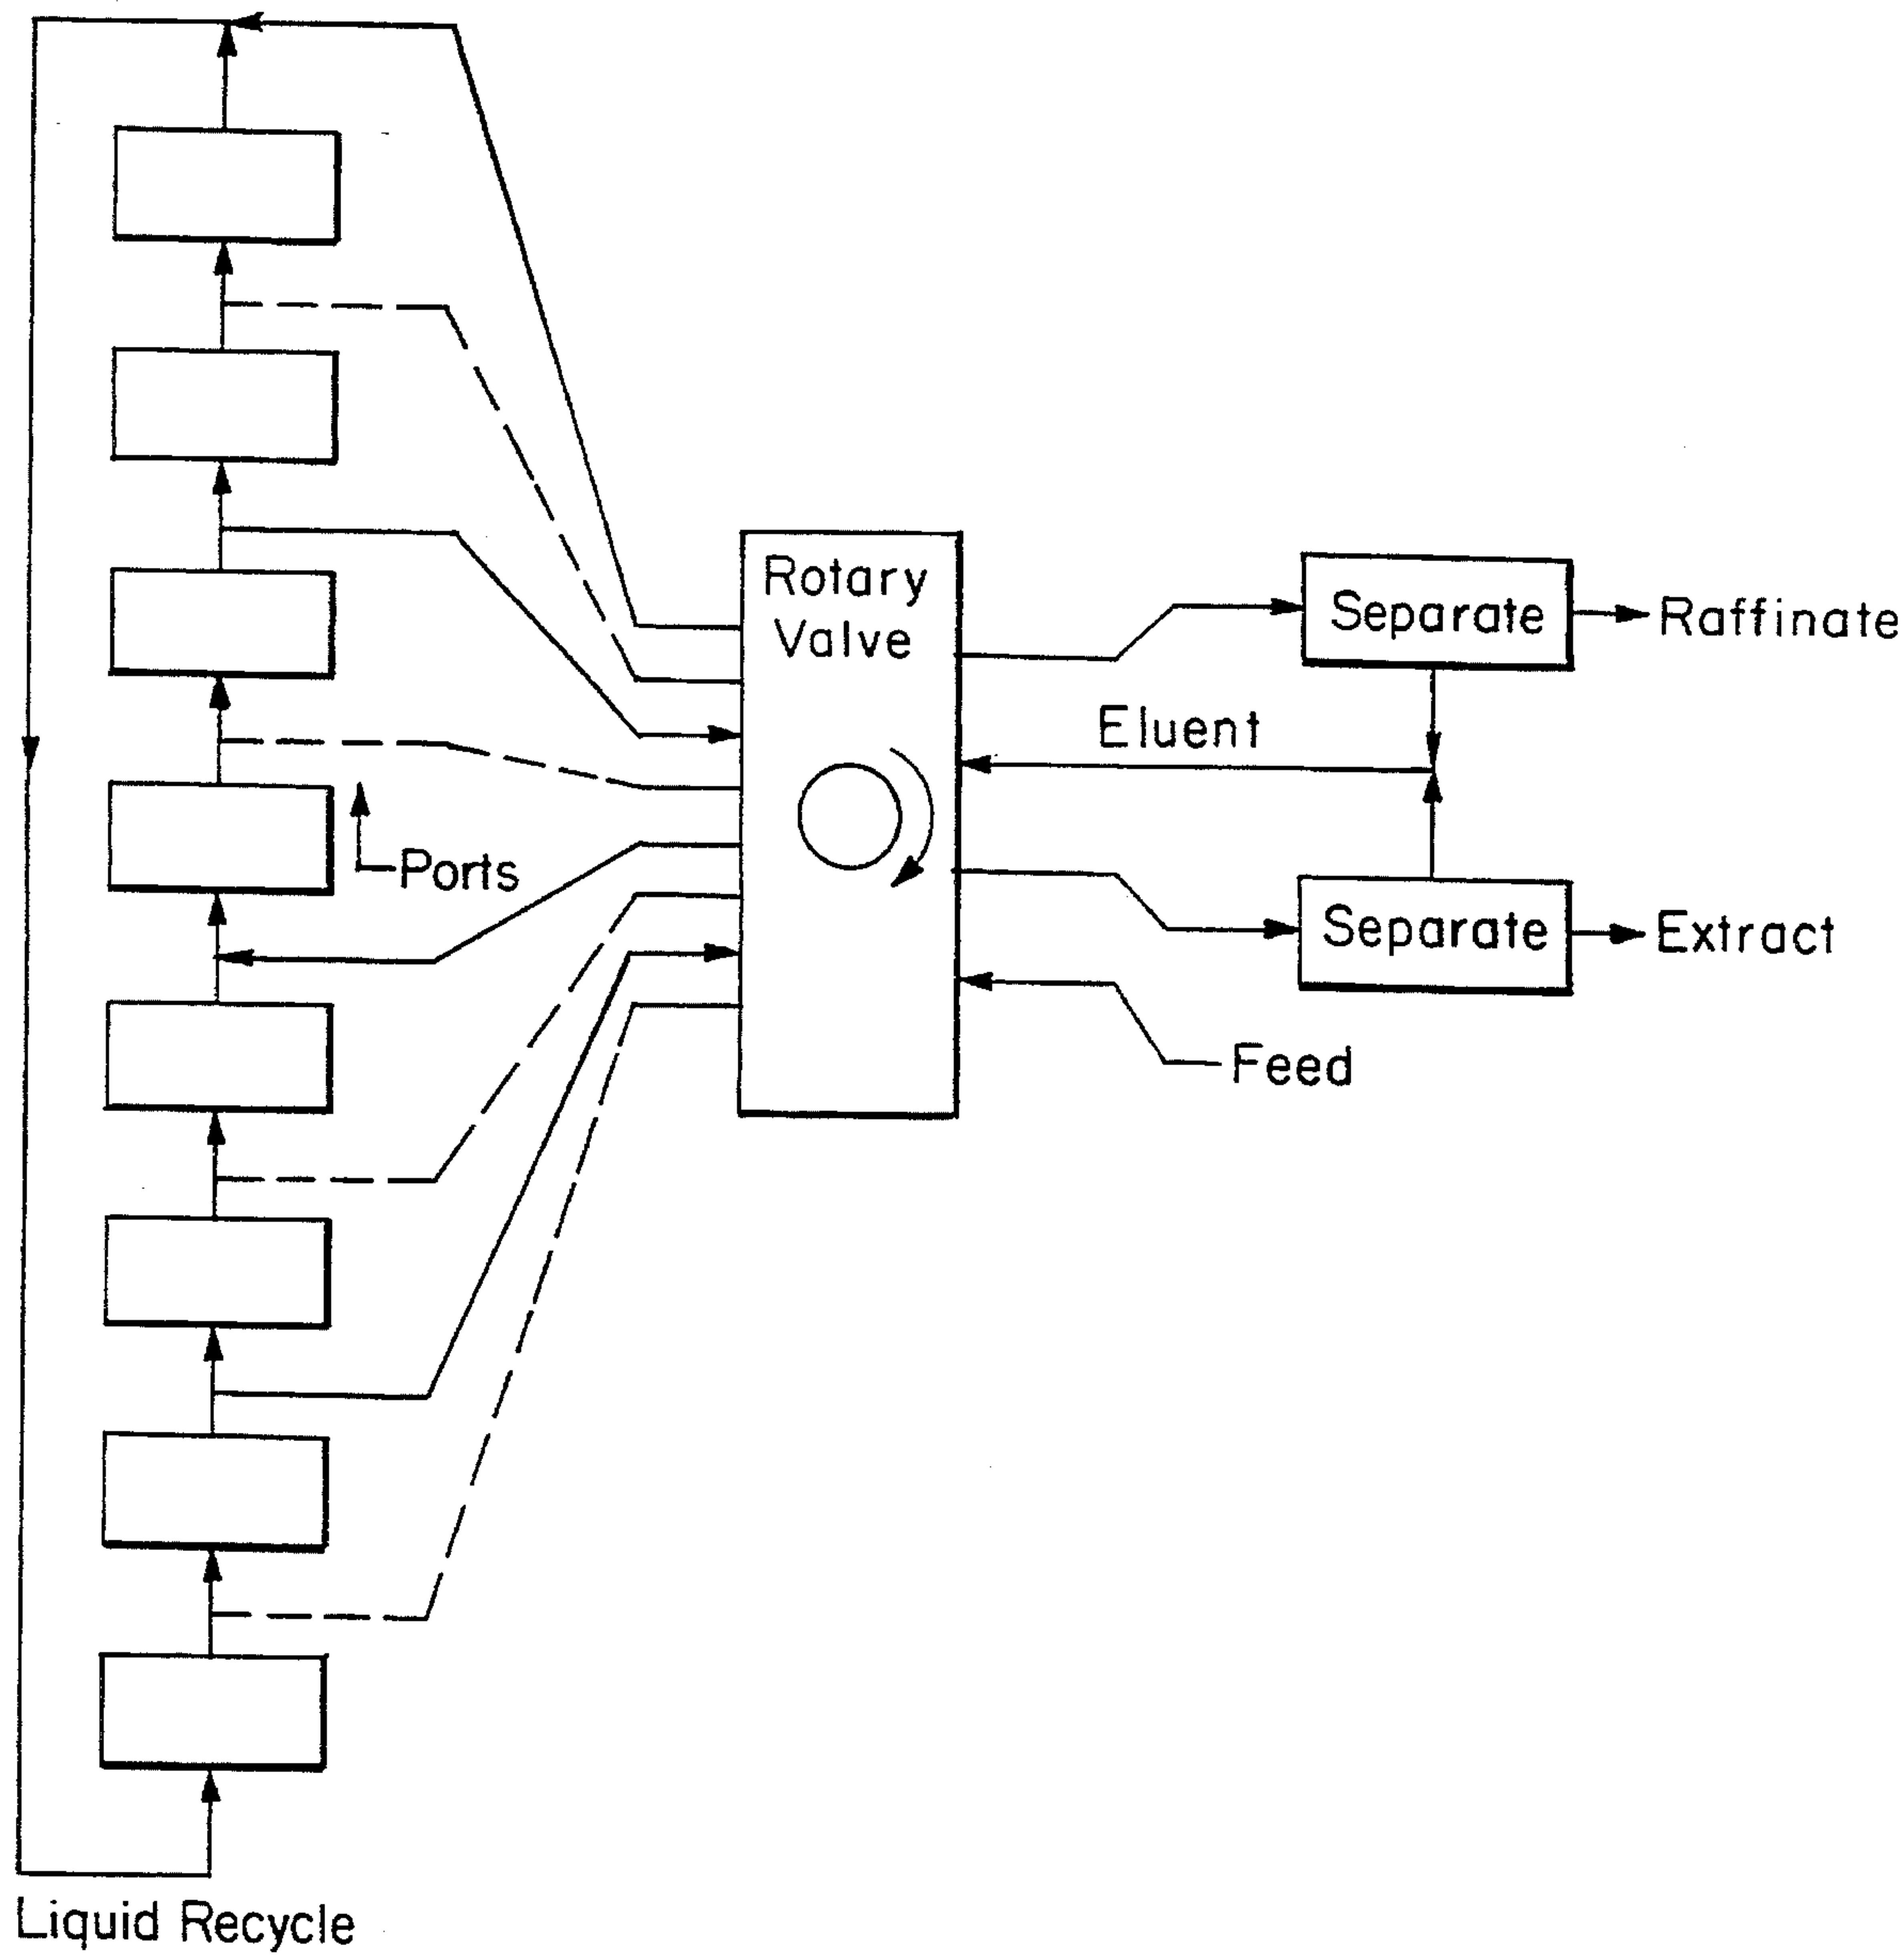 Rotary
Valve
Separate
Raffinate
Eluent
Ports
Separate
Extract
Feed
Liquid Recycle